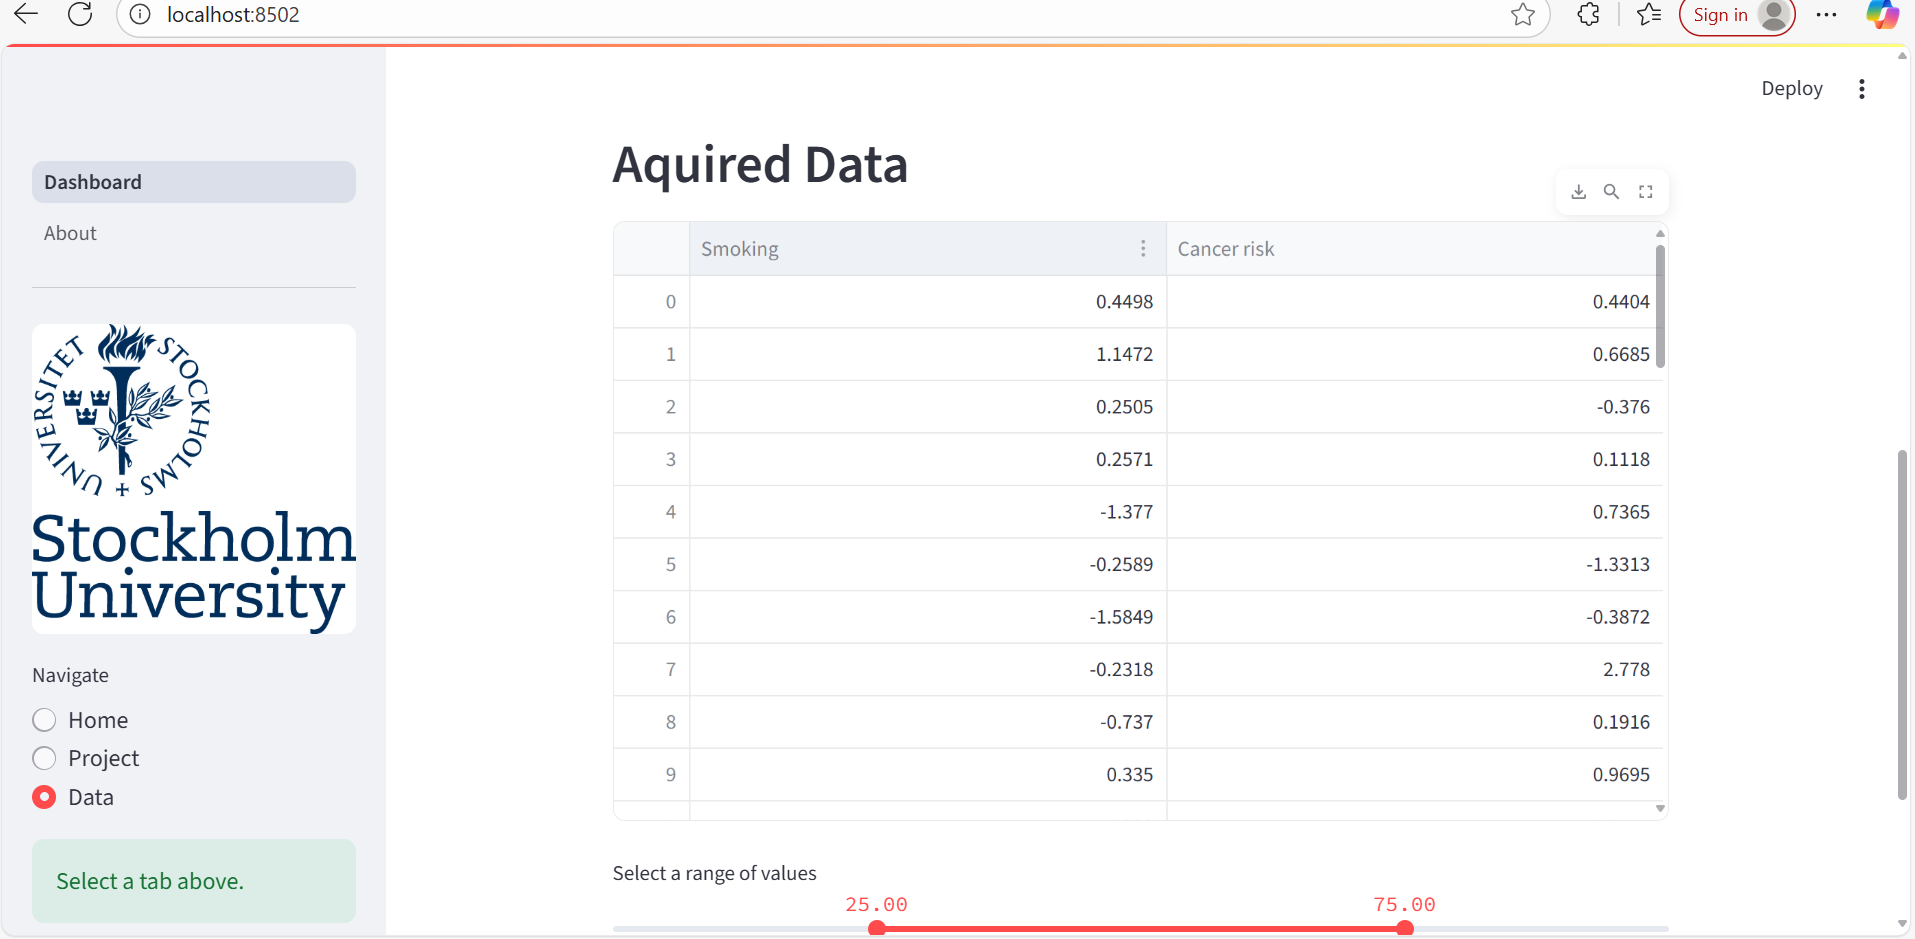 localhost:8502
Sign in
Deploy
Dashboard
About
UNIVERSITET STOCKHOLMS
Stockholm
University
Navigate
Home
Project
Data
Select a tab above.
Aquired Data
Smoking Cancer risk
0 0.4498 0.4404
1 1.1472 0.6685
2 0.2505 -0.376
3 0.2571 0.1118
4 -1.377 0.7365
5 -0.2589 -1.3313
6 -1.5849 -0.3872
7 -0.2318 2.778
8 -0.737 0.1916
9 0.335 0.9695
Select a range of values
25.00 75.00